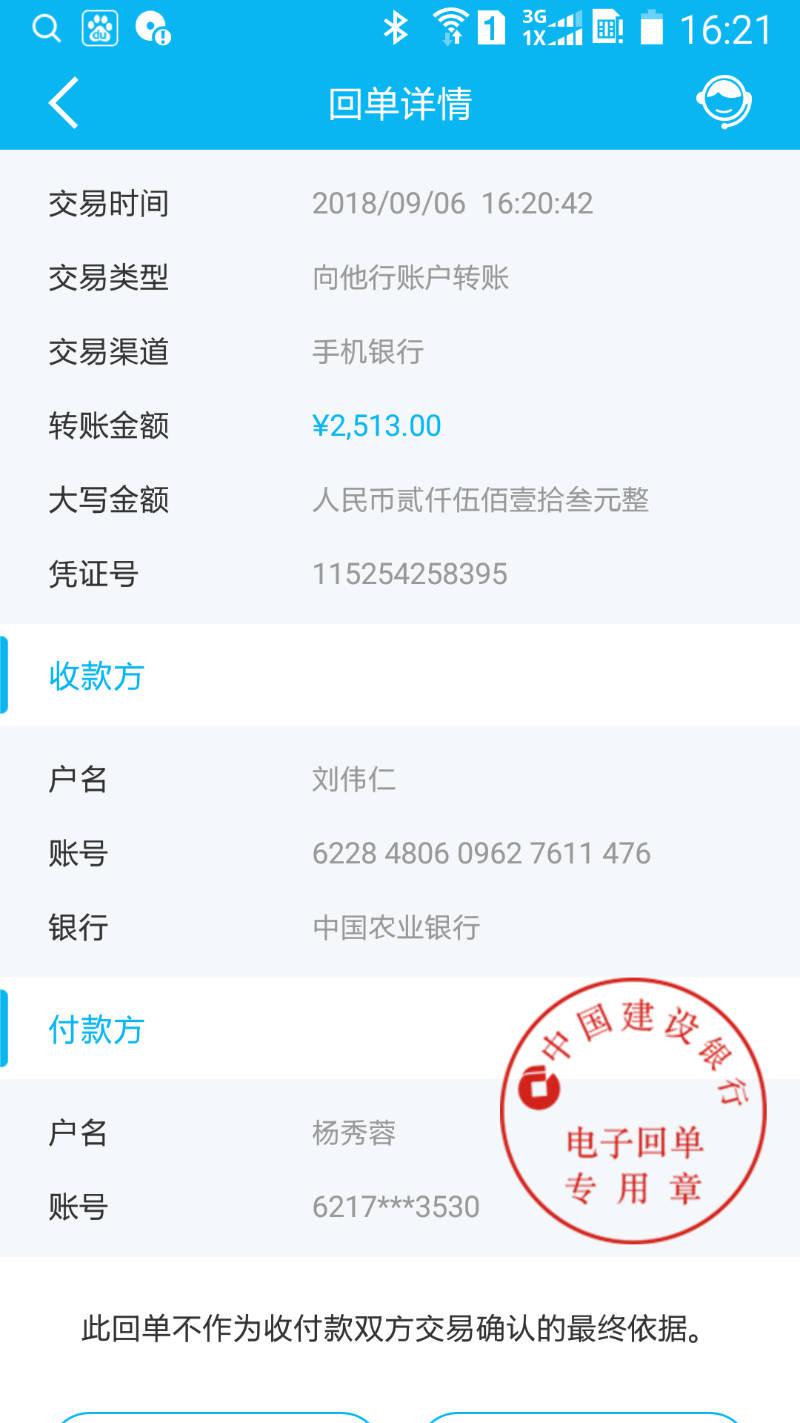 3G
1 1X 16:21
回单详情
交易时间 2018/09/06 16:20:42
交易类型 向他行账户转账
交易渠道 手机银行
转账金额 ¥2,513.00
大写金额 人民币贰仟伍佰壹拾叁元整
凭证号 115254258395
收款方
户名 刘伟仁
账号 6228 4806 0962 7611 476
银行 中国农业银行
付款方
户名 杨秀蓉
账号 6217***3530
中国建设银行
电子回单
专用章
此回单不作为收付款双方交易确认的最终依据。